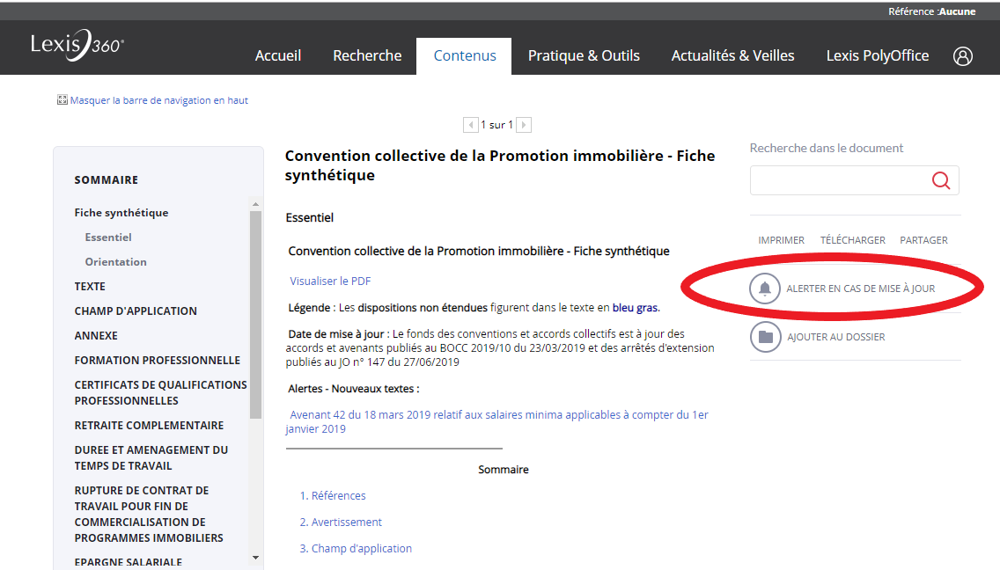 Référence :Aucune
Lexis 360®
Accueil
Recherche
Contenus
Pratique & Outils
Actualités & Veilles
Lexis PolyOffice
Masquer la barre de navigation en haut
1 sur 1
SOMMAIRE
Fiche synthétique
Essentiel
Orientation
TEXTE
CHAMP D'APPLICATION
ANNEXE
FORMATION PROFESSIONNELLE
CERTIFICATS DE QUALIFICATIONS
PROFESSIONNELLES
RETRAITE COMPLEMENTAIRE
DUREE ET AMENAGEMENT DU
TEMPS DE TRAVAIL
RUPTURE DE CONTRAT DE
TRAVAIL POUR FIN DE
COMMERCIALISATION DE
PROGRAMMES IMMOBILIERS
EPARGNE SALARIALE
Convention collective de la Promotion immobilière - Fiche
synthétique
Essentiel
Convention collective de la Promotion immobilière - Fiche synthétique
Visualiser le PDF
Légende : Les dispositions non étendues figurent dans le texte en bleu gras.
Date de mise à jour : Le fonds des conventions et accords collectifs est à jour des
accords et avenants publiés au BOCC 2019/10 du 23/03/2019 et des arrêtés d'extension
publiés au JO n° 147 du 27/06/2019
Alertes - Nouveaux textes :
Avenant 42 du 18 mars 2019 relatif aux salaires minima applicables à compter du 1er
janvier 2019
Sommaire
1. Références
2. Avertissement
3. Champ d'application
Recherche dans le document
IMPRIMER
TÉLÉCHARGER
PARTAGER
ALERTER EN CAS DE MISE À JOUR
AJOUTER AU DOSSIER